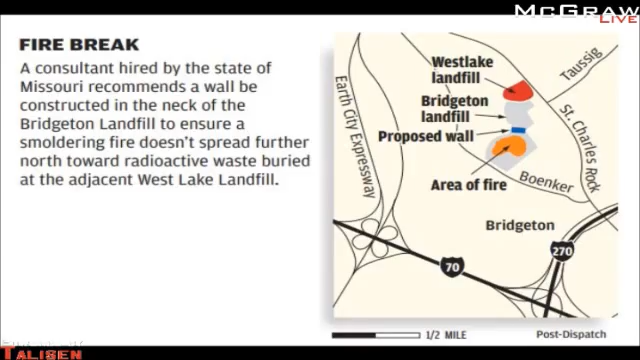 McGRAW
LIVE
FIRE BREAK
A consultant hired by the state of
Missouri recommends a wall be
constructed in the neck of the
Bridgeton Landfill to ensure a
smoldering fire doesn't spread further
north toward radioactive waste buried
at the adjacent West Lake Landfill.
Westlake
landfill
Bridgeton
landfill
Proposed wall
Area of fire
Taussig
St. Charles Rock
Boenker
Earth City Expressway
Bridgeton
270
70
1/2 MILE
Post-Dispatch
TALISEN